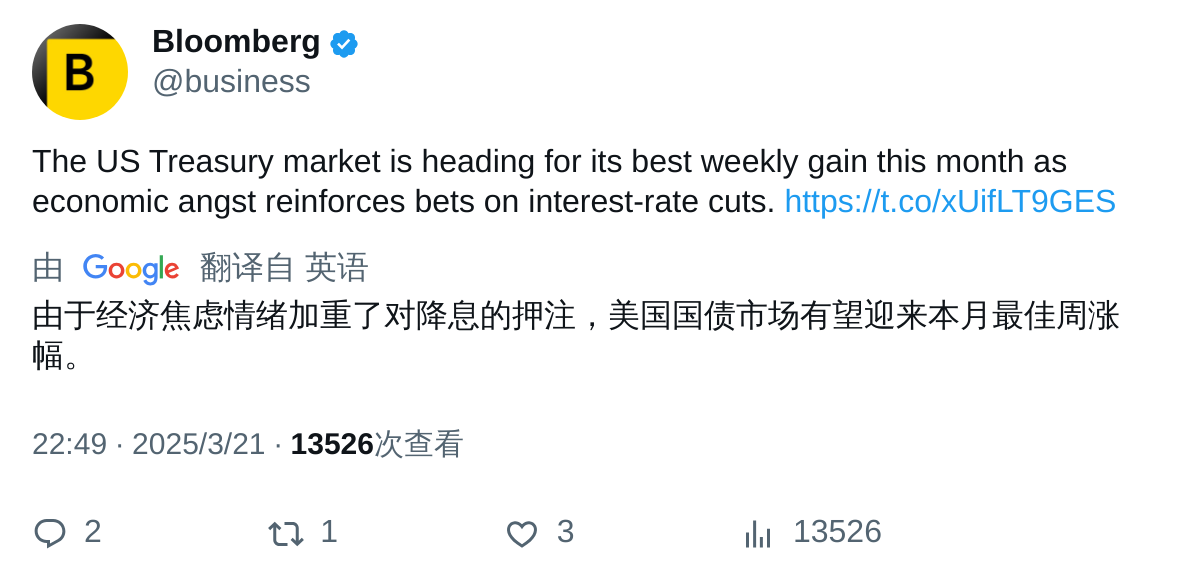 B
Bloomberg
@business
The US Treasury market is heading for its best weekly gain this month as
economic angst reinforces bets on interest-rate cuts. https://t.co/xUifLT9GES
由 Google 翻译自 英语
由于经济焦虑情绪加重了对降息的押注，美国国债市场有望迎来本月最佳周涨
幅。
22:49 · 2025/3/21 · 13526次查看
2 1 3 13526